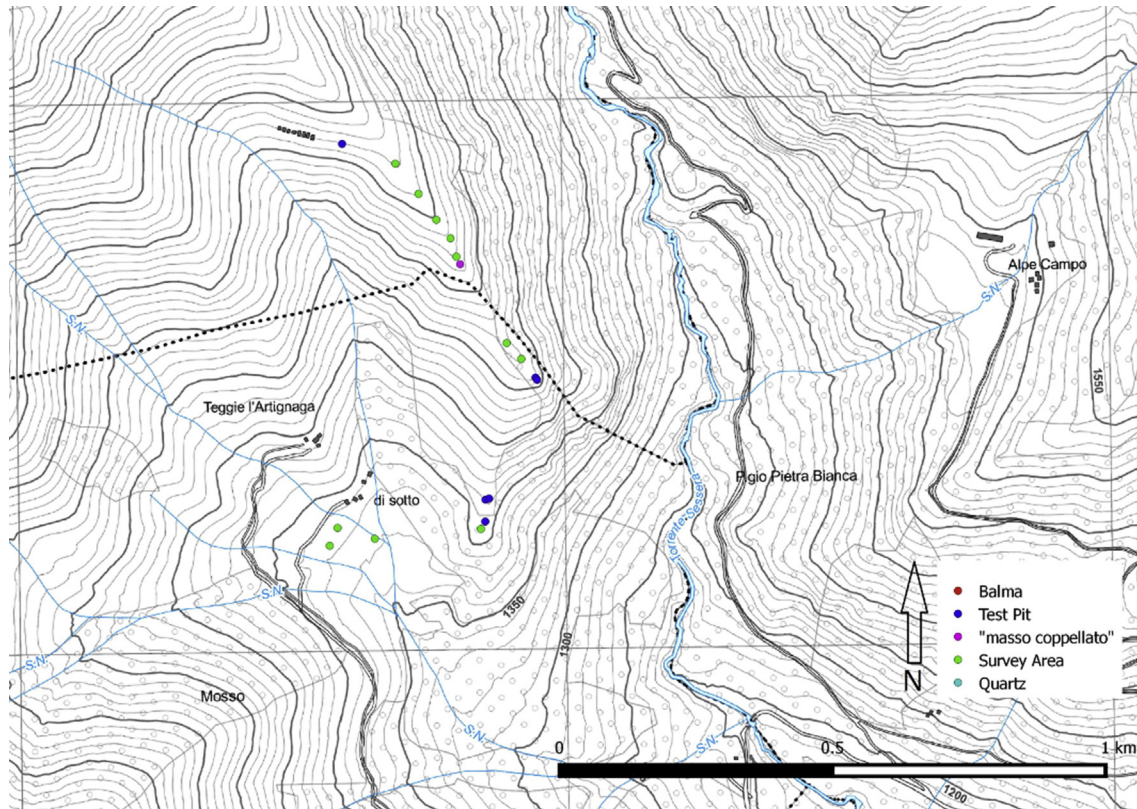 Alpe Campo
S.N.
S.N.
1550
Teggie l'Artignaga
di sotto
P.gio Pietra Bianca
Torrente Sessera
Balma
Test Pit
"masso coppellato"
Survey Area
Quartz
N
1350
1300
S.N.
S.N.
Mosso
S.N.
0
0.5
1 km
1200